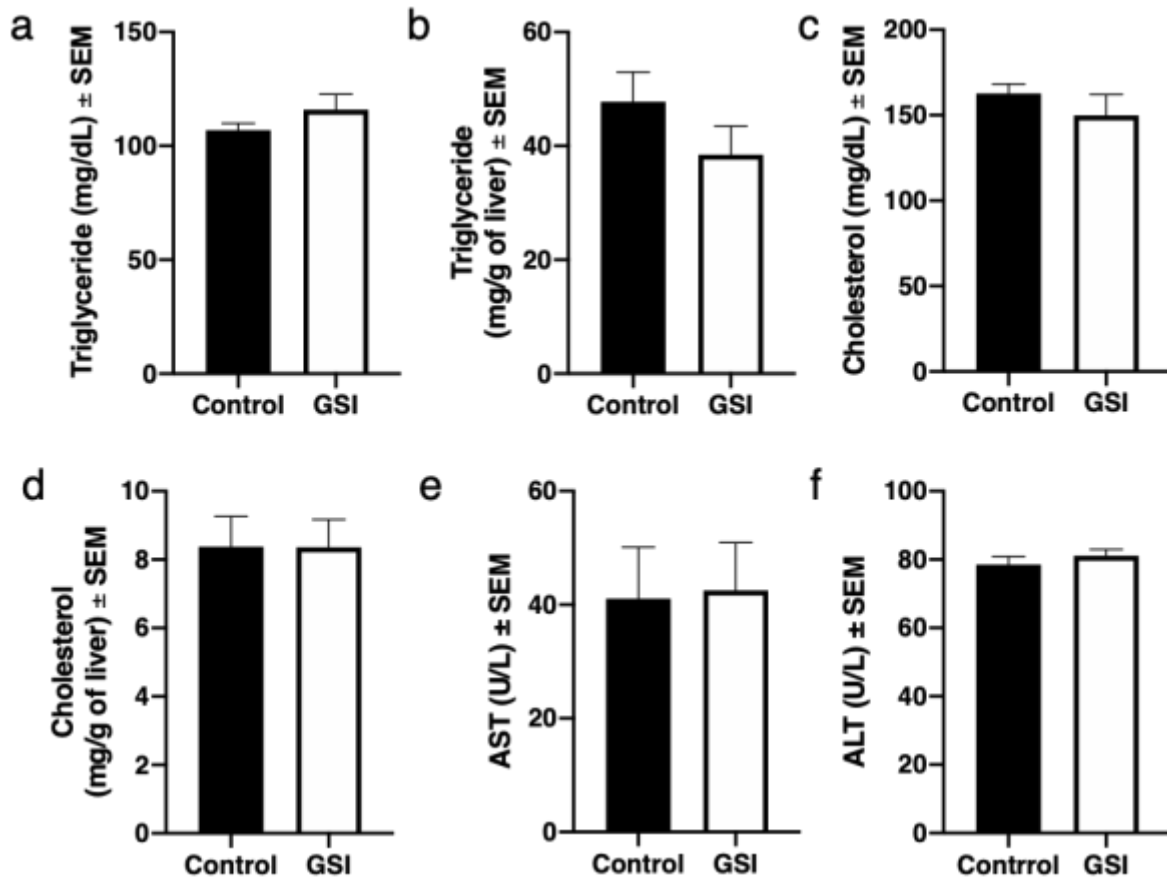 a
Triglyceride (mg/dL) ± SEM
150
100
50
0
Control GSI
b
Triglyceride
(mg/g of liver) ± SEM
60
40
20
0
Control GSI
c
Cholesterol (mg/dL) ± SEM
200
150
100
50
0
Control GSI
d
Cholesterol
(mg/g of liver) ± SEM
10
8
6
4
2
0
Control GSI
e
AST (U/L) ± SEM
60
40
20
0
Control GSI
f
ALT (U/L) ± SEM
100
80
60
40
20
0
Contrrol GSI